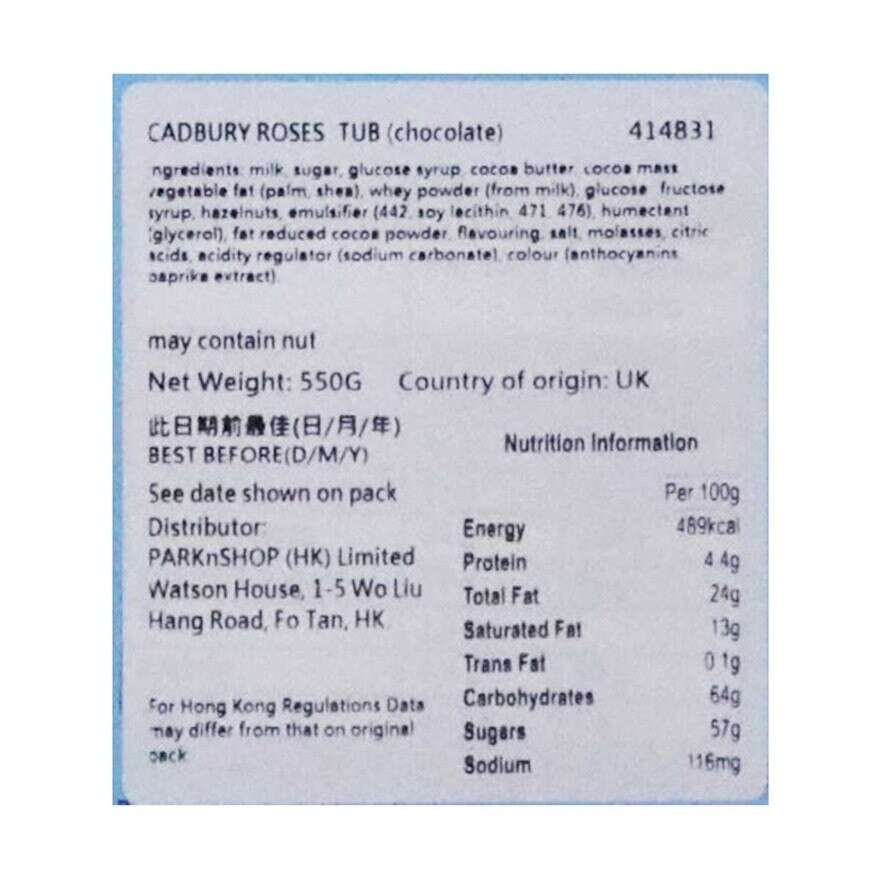 CADBURY ROSES TUB (chocolate) 414831
ngredients: milk, sugar, glucose syrup, cocoa butter, cocoa mass
vegetable fat (palm, shea), whey powder (from milk), glucose fructose
syrup, hazelnuts, emulsifier (442, soy lecithin, 471, 476), humectant
(glycerol), fat reduced cocoa powder, flavouring, salt, molasses, citric
acids, acidity regulator (sodium carbonate), colour (anthocyanins
paprika extract)
may contain nut
Net Weight: 550G Country of origin: UK
此日期前最佳(日/月/年)
BEST BEFORE(D/M/Y)
See date shown on pack
Distributor:
PARKnSHOP (HK) Limited
Watson House, 1-5 Wo Liu
Hang Road, Fo Tan, HK
For Hong Kong Regulations Data
may differ from that on original
pack
Nutrition Information
Per 100g
Energy 489kcal
Protein 4.4g
Total Fat 24g
Saturated Fat 13g
Trans Fat 0.1g
Carbohydrates 64g
Sugars 57g
Sodium 116mg